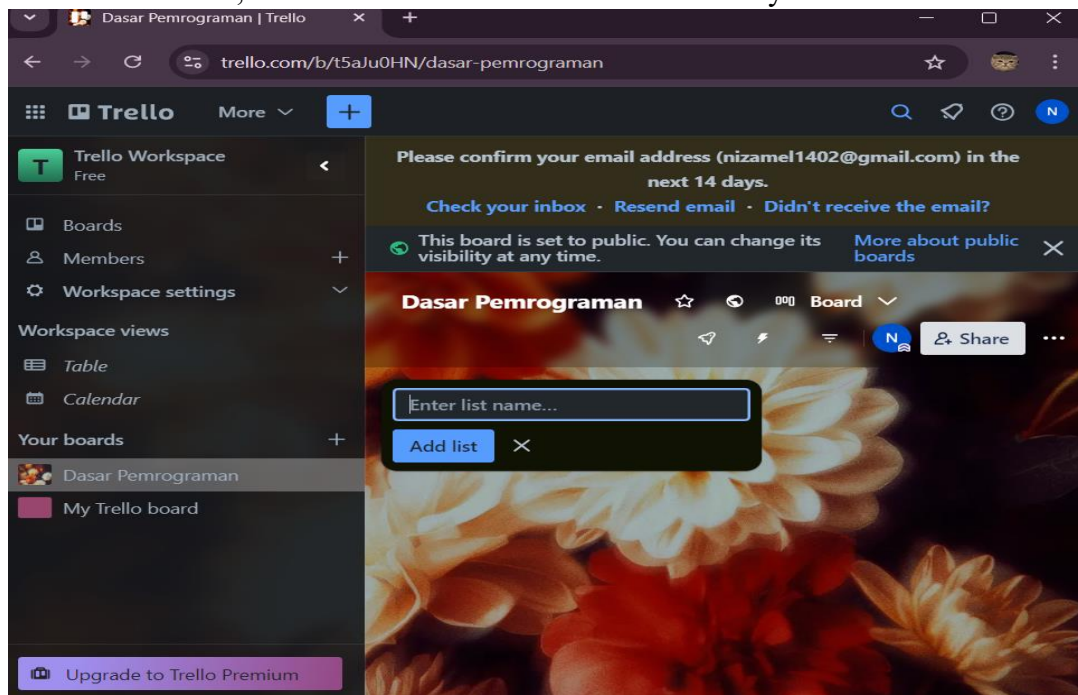 Dasar Pemrograman | Trello
trello.com/b/t5aJu0HN/dasar-pemrograman
Trello More
N
T Trello Workspace
Free
Please confirm your email address (nizamel1402@gmail.com) in the
next 14 days.
Check your inbox · Resend email · Didn't receive the email?
This board is set to public. You can change its
visibility at any time.
More about public
boards
Boards
Members
Workspace settings
Workspace views
Table
Calendar
Your boards
Dasar Pemrograman
My Trello board
Upgrade to Trello Premium
Dasar Pemrograman Board
N Share
Enter list name...
Add list